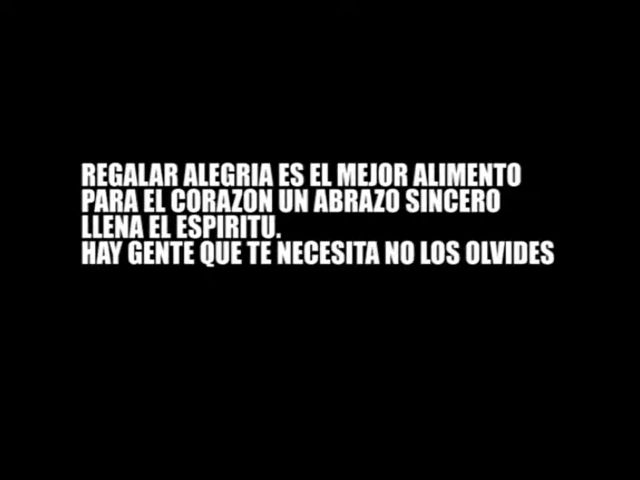 REGALAR ALEGRIA ES EL MEJOR ALIMENTO
PARA EL CORAZON UN ABRAZO SINCERO
LLENA EL ESPIRITU.
HAY GENTE QUE TE NECESITA NO LOS OLVIDES